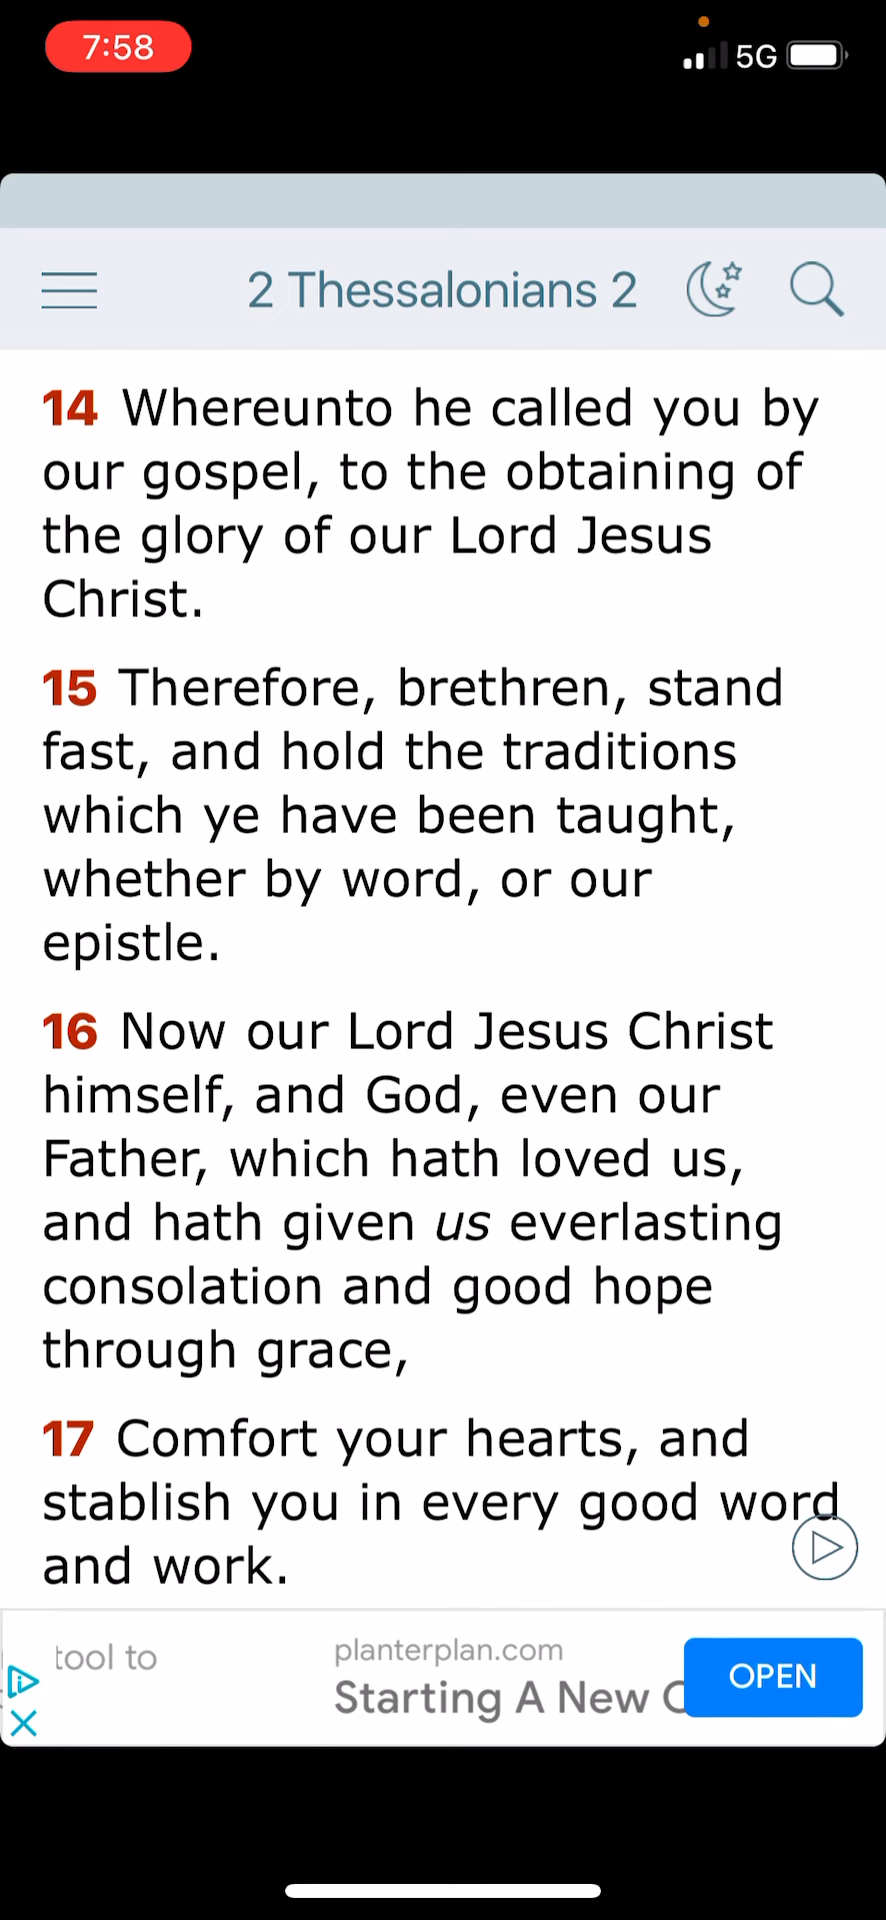 7:58
5G
2 Thessalonians 2
14 Whereunto he called you by
our gospel, to the obtaining of
the glory of our Lord Jesus
Christ.
15 Therefore, brethren, stand
fast, and hold the traditions
which ye have been taught,
whether by word, or our
epistle.
16 Now our Lord Jesus Christ
himself, and God, even our
Father, which hath loved us,
and hath given us everlasting
consolation and good hope
through grace,
17 Comfort your hearts, and
stablish you in every good word
and work.
tool to
planterplan.com
Starting A New
OPEN